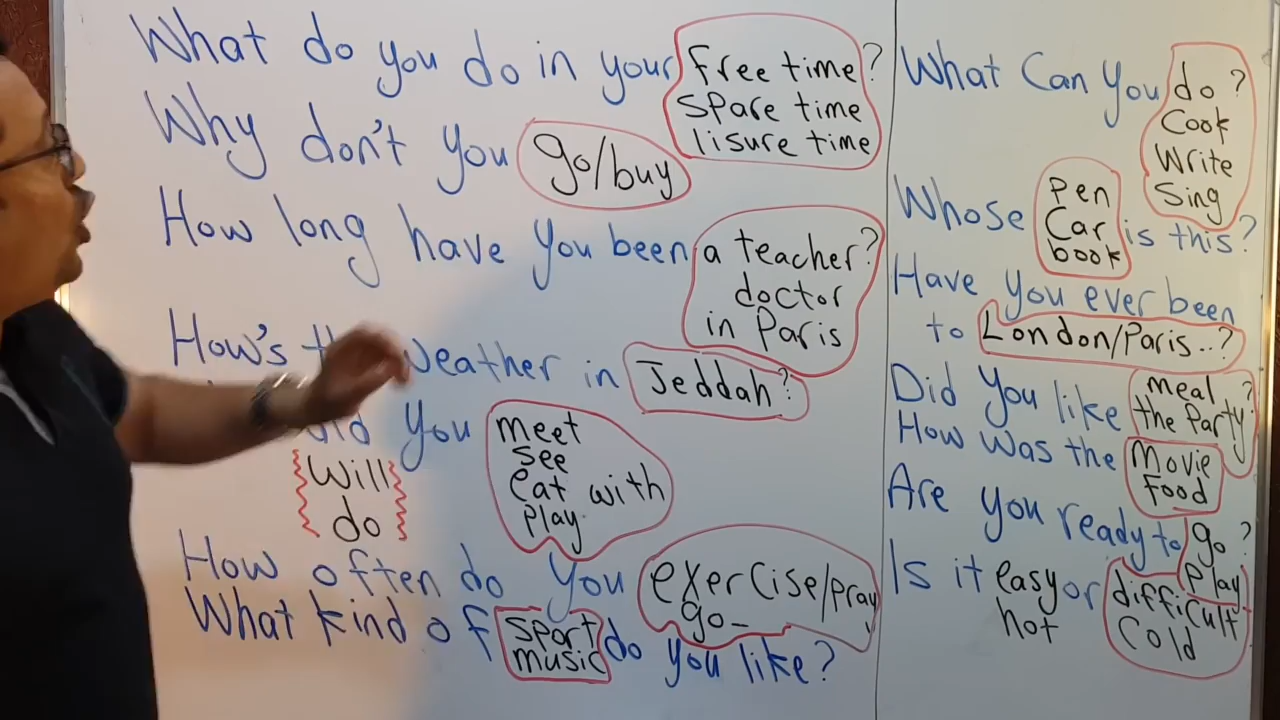 What do you do in your free time?
spare time
lisure time
Why don't you go/buy
How long have you been a teacher?
doctor
in Paris
How's weather in Jeddah?
did you meet
see
eat with
play
Will
do
How often do you exercise/pray
go-
What kind of sport do you like?
music
What Can You do?
Cook
Write
Sing
Whose pen is this?
Car
book
Have you ever been
to London/Paris..?
Did You like meal?
the Party
How was the Movie
food
Are you ready to go?
play
Is it easy or difficult
hot Cold